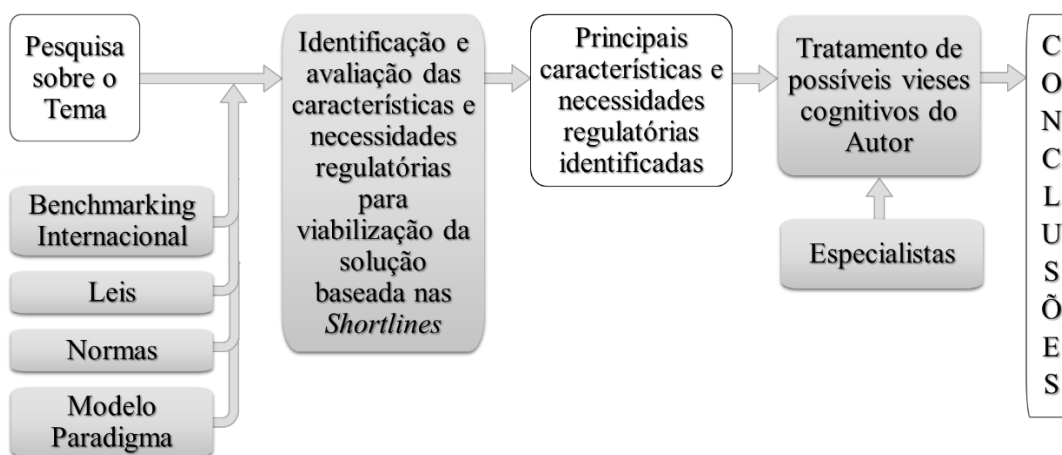 Pesquisa
sobre o
Tema
Benchmarking
Internacional
Leis
Normas
Modelo
Paradigma
Identificação e
avaliação das
características e
necessidades
regulatórias
para
viabilização da
solução
baseada nas
Shortlines
Principais
características e
necessidades
regulatórias
identificadas
Tratamento de
possíveis vieses
cognitivos do
Autor
Especialistas
C
O
N
C
L
U
S
Õ
E
S